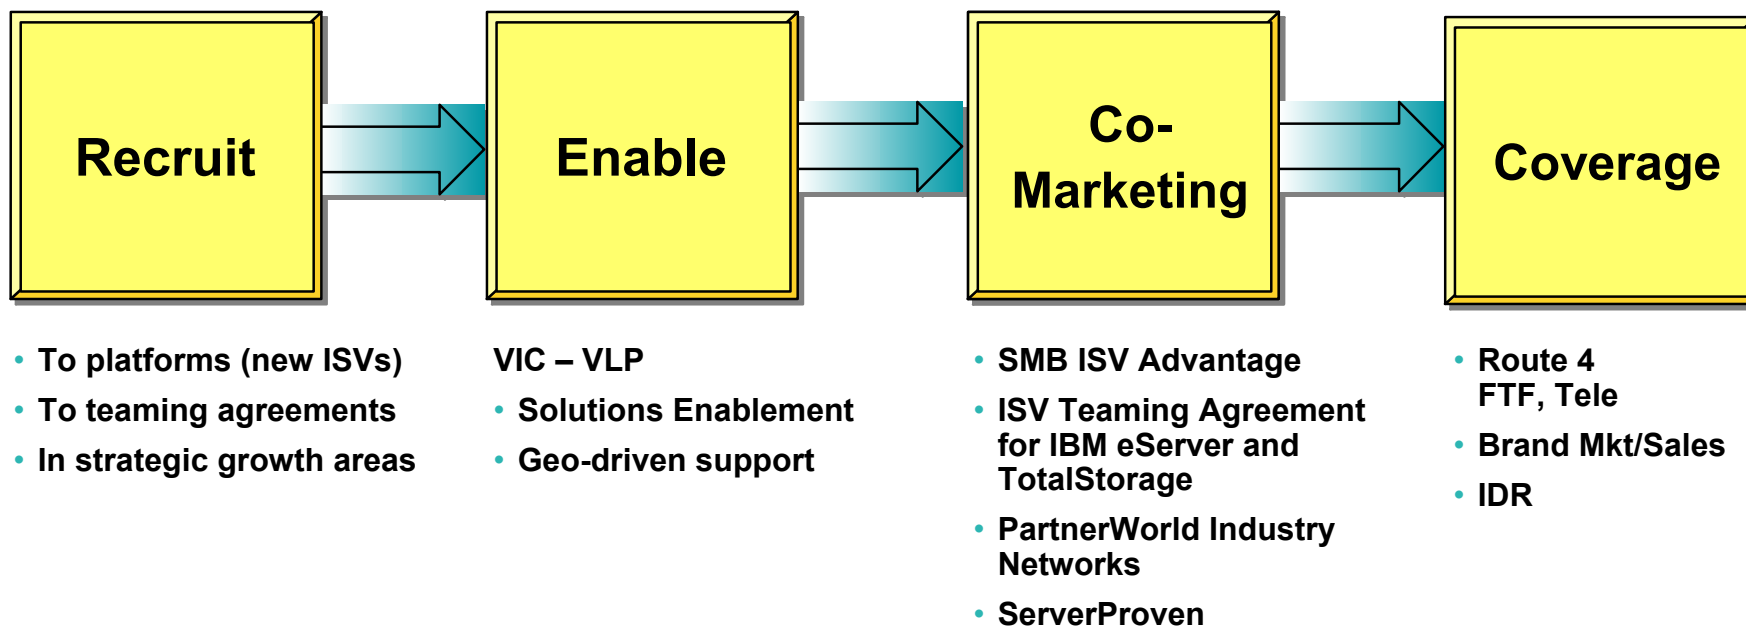 Recruit
Enable
Co-
Marketing
Coverage
• To platforms (new ISVs)
• To teaming agreements
• In strategic growth areas
VIC – VLP
• Solutions Enablement
• Geo-driven support
• SMB ISV Advantage
• ISV Teaming Agreement
for IBM eServer and
TotalStorage
• PartnerWorld Industry
Networks
• ServerProven
• Route 4
FTF, Tele
• Brand Mkt/Sales
• IDR